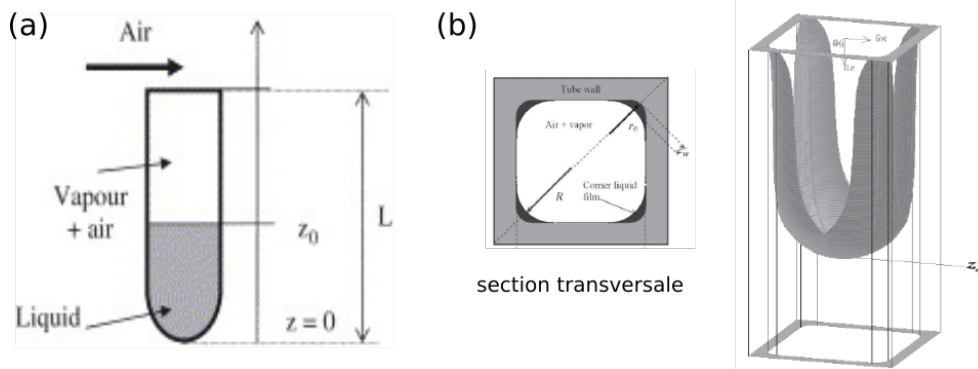 (a)
Air
Vapour
+ air
Liquid
z₀
L
z = 0
(b)
Tube wall
Air + vapor
r₀
R
Corner liquid
film
section transversale